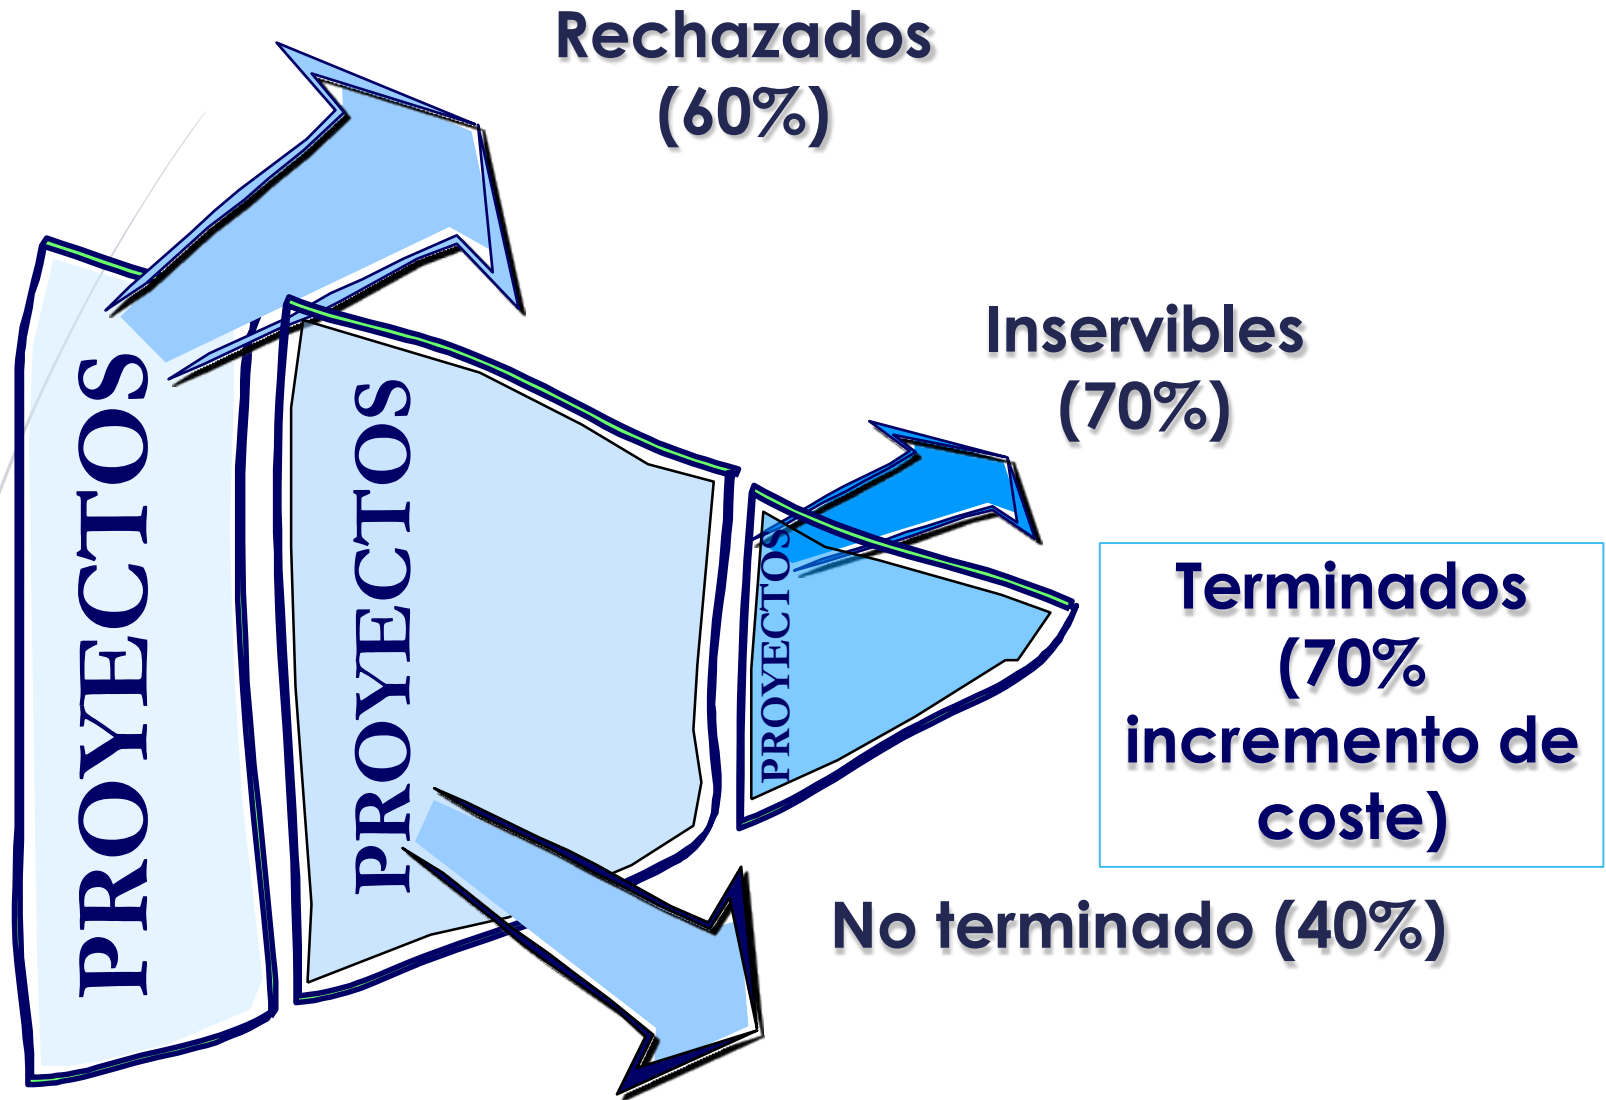 Rechazados
(60%)
Inservibles
(70%)
PROYECTOS
PROYECTOS
PROYECTOS
Terminados
(70%
incremento de
coste)
No terminado (40%)